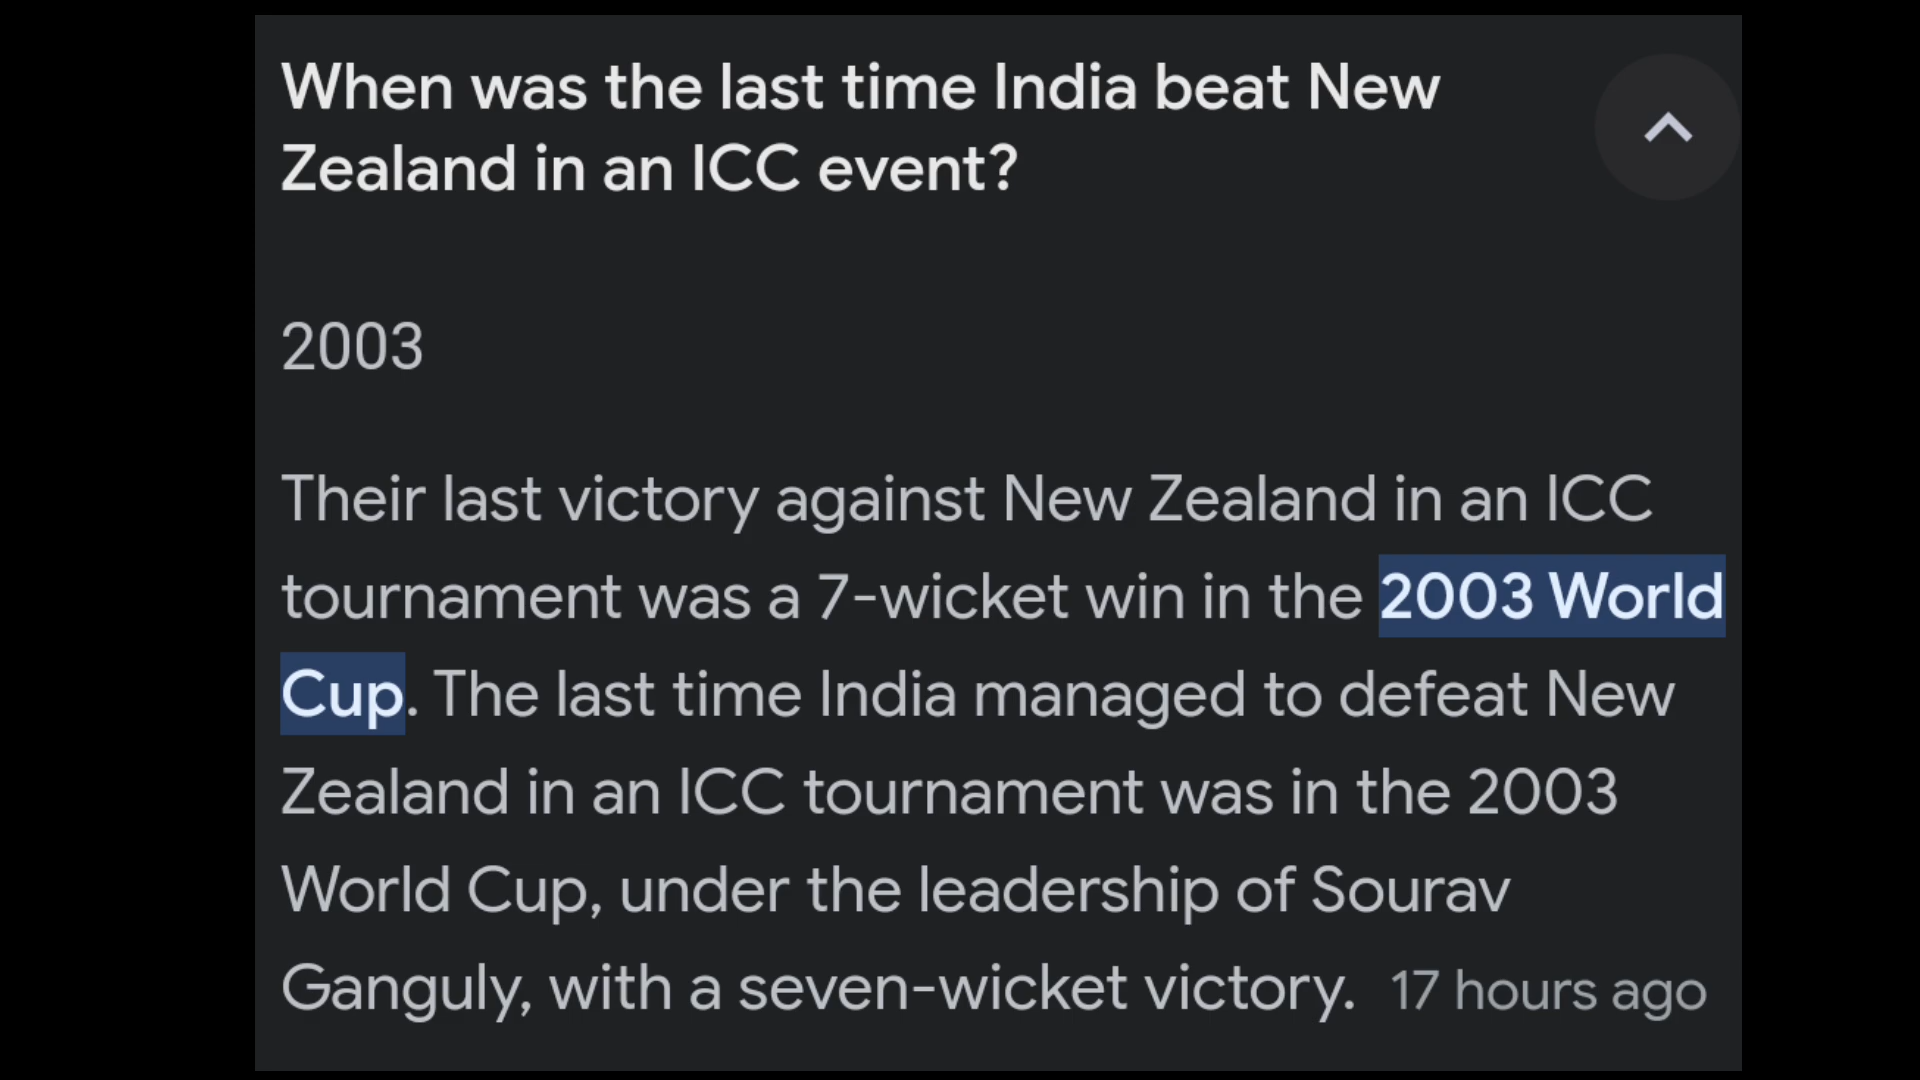 When was the last time India beat New
Zealand in an ICC event?
2003
Their last victory against New Zealand in an ICC
tournament was a 7-wicket win in the 2003 World
Cup. The last time India managed to defeat New
Zealand in an ICC tournament was in the 2003
World Cup, under the leadership of Sourav
Ganguly, with a seven-wicket victory. 17 hours ago